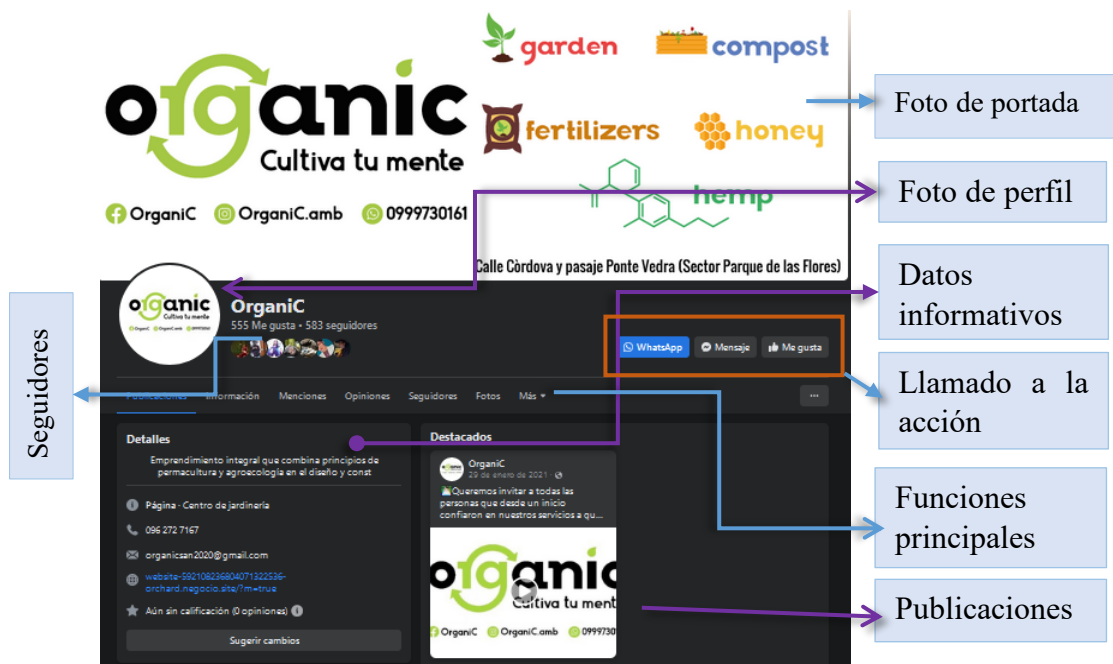 garden
compost
organic
Cultiva tu mente
fertilizers
honey
hemp
OrganiC
OrganiC.amb
0999730161
Calle Còrdova y pasaje Ponte Vedra (Sector Parque de las Flores)
Foto de portada
Foto de perfil
Datos
informativos
Llamado a la
acción
Funciones
principales
Publicaciones
Seguidores
organic
Cultiva tu mente
OrganiC
555 Me gusta • 583 seguidores
WhatsApp
Mensaje
Me gusta
Publicaciones
Información
Menciones
Opiniones
Seguidores
Fotos
Más
Detalles
Emprendimiento integral que combina principios de
permacultura y agroecología en el diseño y const
Página · Centro de jardinería
096 272 7167
organicsan2020@gmail.com
website-592108236804071322536-
orchard.negocio.site/?m=true
Aún sin calificación (0 opiniones)
Sugerir cambios
Destacados
organic
OrganiC
29 de enero de 2021 ·
Queremos invitar a todas las
personas que desde un inicio
confiaron en nuestros servicios a qu...
organic
Cultiva tu ment
OrganiC
OrganiC.amb
09997301